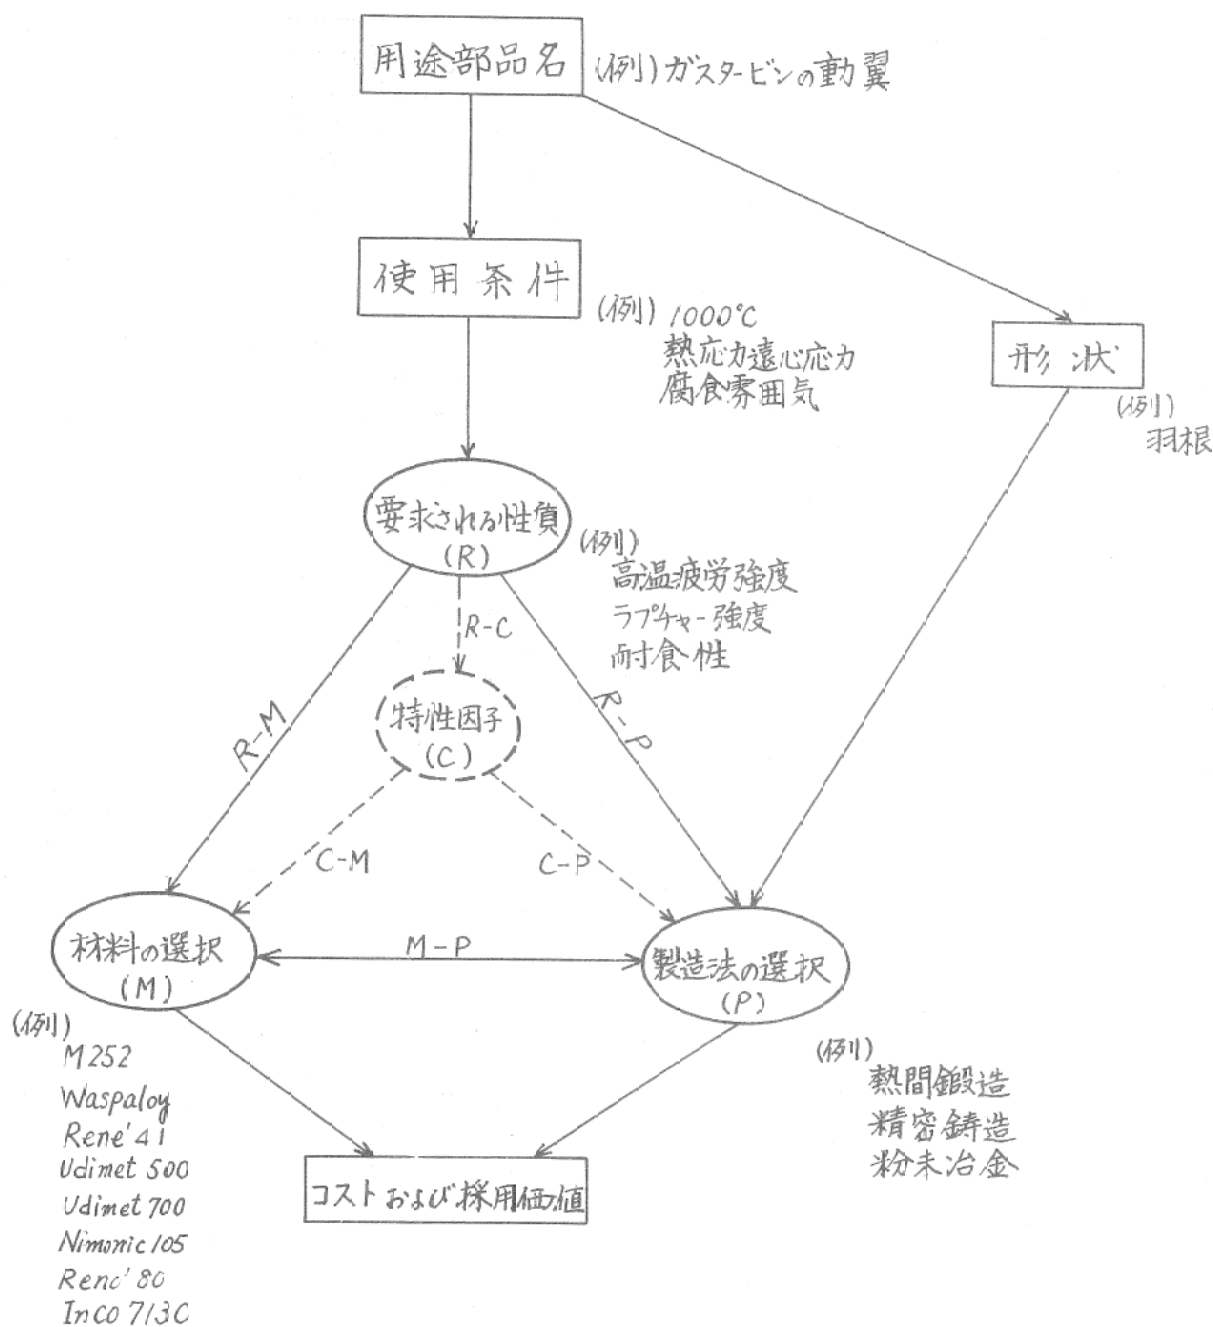 用途部品名
(例) ガスタービンの動翼
使用条件
(例) 1000℃
熱応力遠心応力
腐食雰囲気
形状
(例)
羽根
要求される性質
(R)
(例)
高温疲労強度
ラプチャー強度
耐食性
R-C
R-M
R-P
特性因子
(C)
C-M
C-P
材料の選択
(M)
M-P
製造法の選択
(P)
(例)
M252
Waspaloy
Rene'41
Udimet 500
Udimet 700
Nimonic 105
Rene'80
Inco 713C
(例)
熱間鍛造
精密鋳造
粉末冶金
コストおよび採用価値